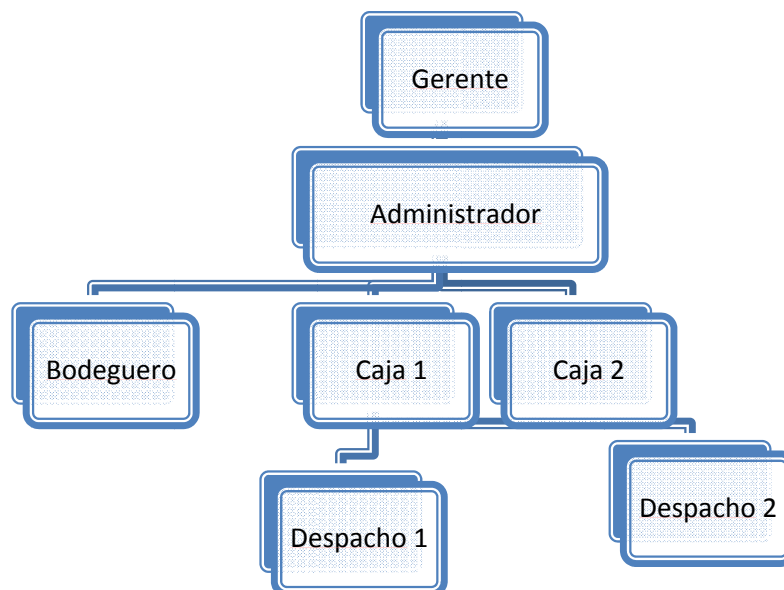 Gerente
Administrador
Bodeguero
Caja 1
Caja 2
Despacho 1
Despacho 2